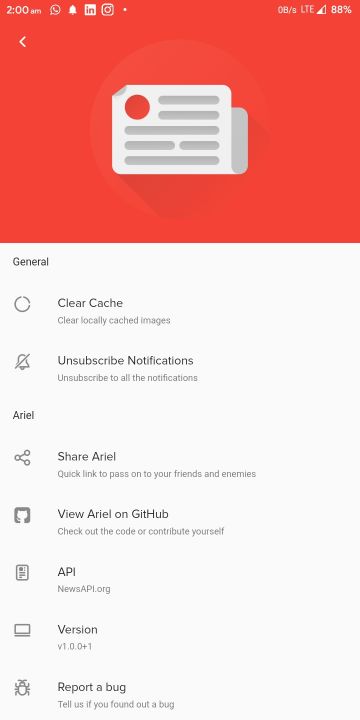 2:00 am 0B/s LTE 88%
General
Clear Cache
Clear locally cached images
Unsubscribe Notifications
Unsubscribe to all the notifications
Ariel
Share Ariel
Quick link to pass on to your friends and enemies
View Ariel on GitHub
Check out the code or contribute yourself
API
NewsAPI.org
Version
v1.0.0+1
Report a bug
Tell us if you found out a bug